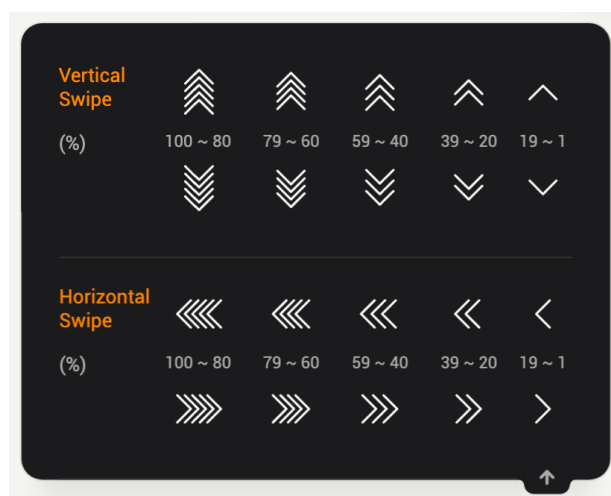 Vertical
Swipe
(%)
100 ~ 80 79 ~ 60 59 ~ 40 39 ~ 20 19 ~ 1
Horizontal
Swipe
(%)
100 ~ 80 79 ~ 60 59 ~ 40 39 ~ 20 19 ~ 1